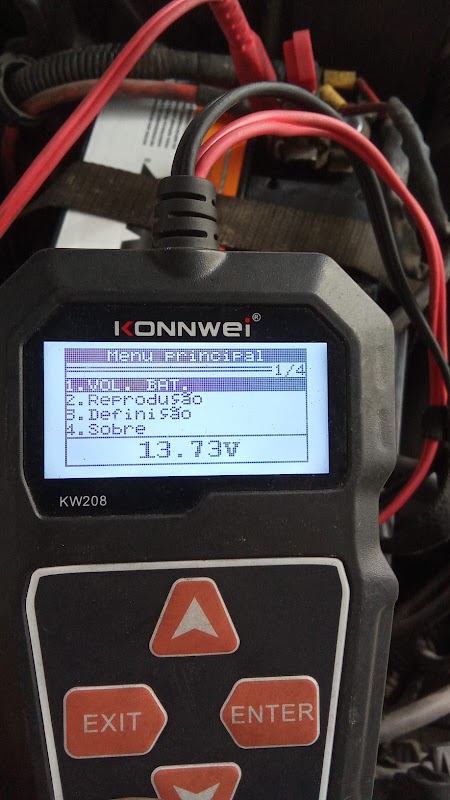 KONNWEI®
Menu principal
1/4
1.VOL. BAT.
2.Reprodução
3.Definição
4.Sobre
13.73v
KW208
EXIT
ENTER